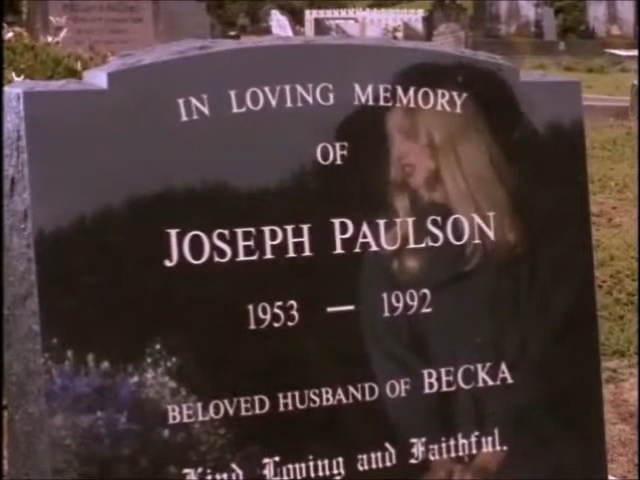 IN LOVING MEMORY
OF
JOSEPH PAULSON
1953 — 1992
BELOVED HUSBAND OF BECKA
Kind, Loving and Faithful.